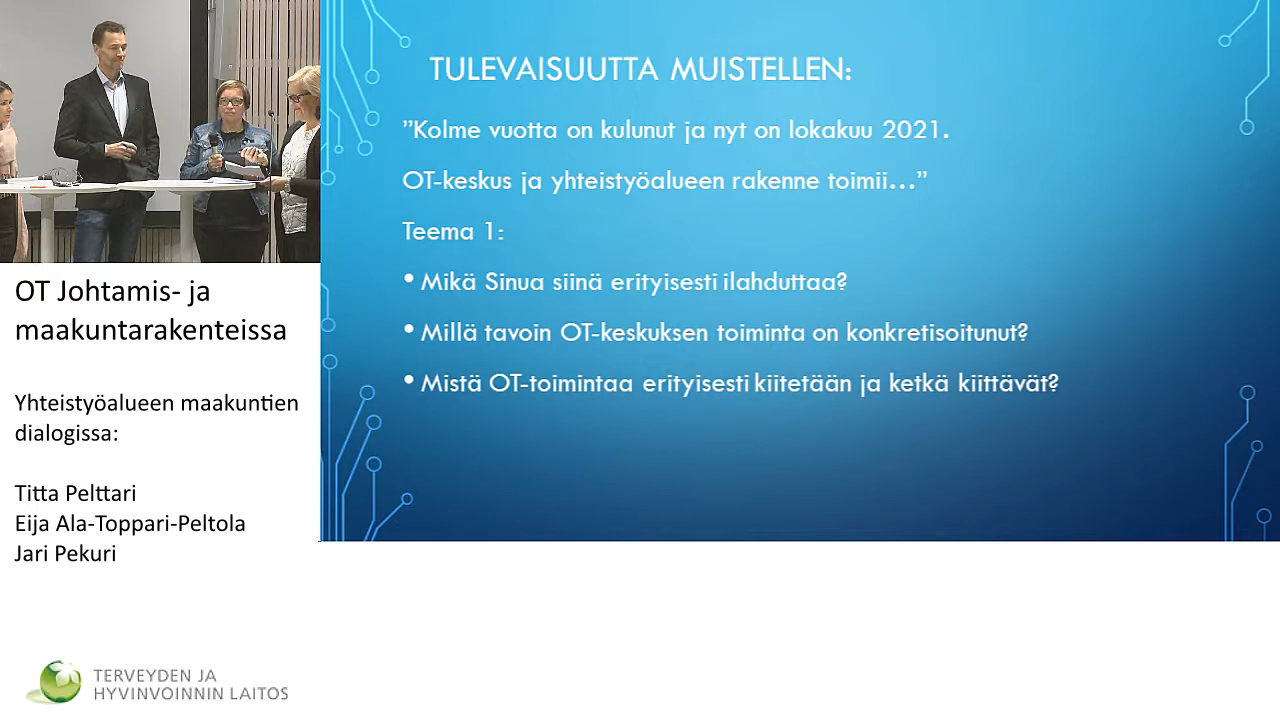 OT Johtamis- ja
maakuntarakenteissa
Yhteistyöalueen maakuntien
dialogissa:
Titta Pelttari
Eija Ala-Toppari-Peltola
Jari Pekuri
TERVEYDEN JA
HYVINVOINNIN LAITOS
TULEVAISUUTTA MUISTELLEN:
”Kolme vuotta on kulunut ja nyt on lokakuu 2021.
OT-keskus ja yhteistyöalueen rakenne toimii...”
Teema 1:
• Mikä Sinua siinä erityisesti ilahduttaa?
• Millä tavoin OT-keskuksen toiminta on konkretisoitunut?
• Mistä OT-toimintaa erityisesti kiitetään ja ketkä kiittävät?